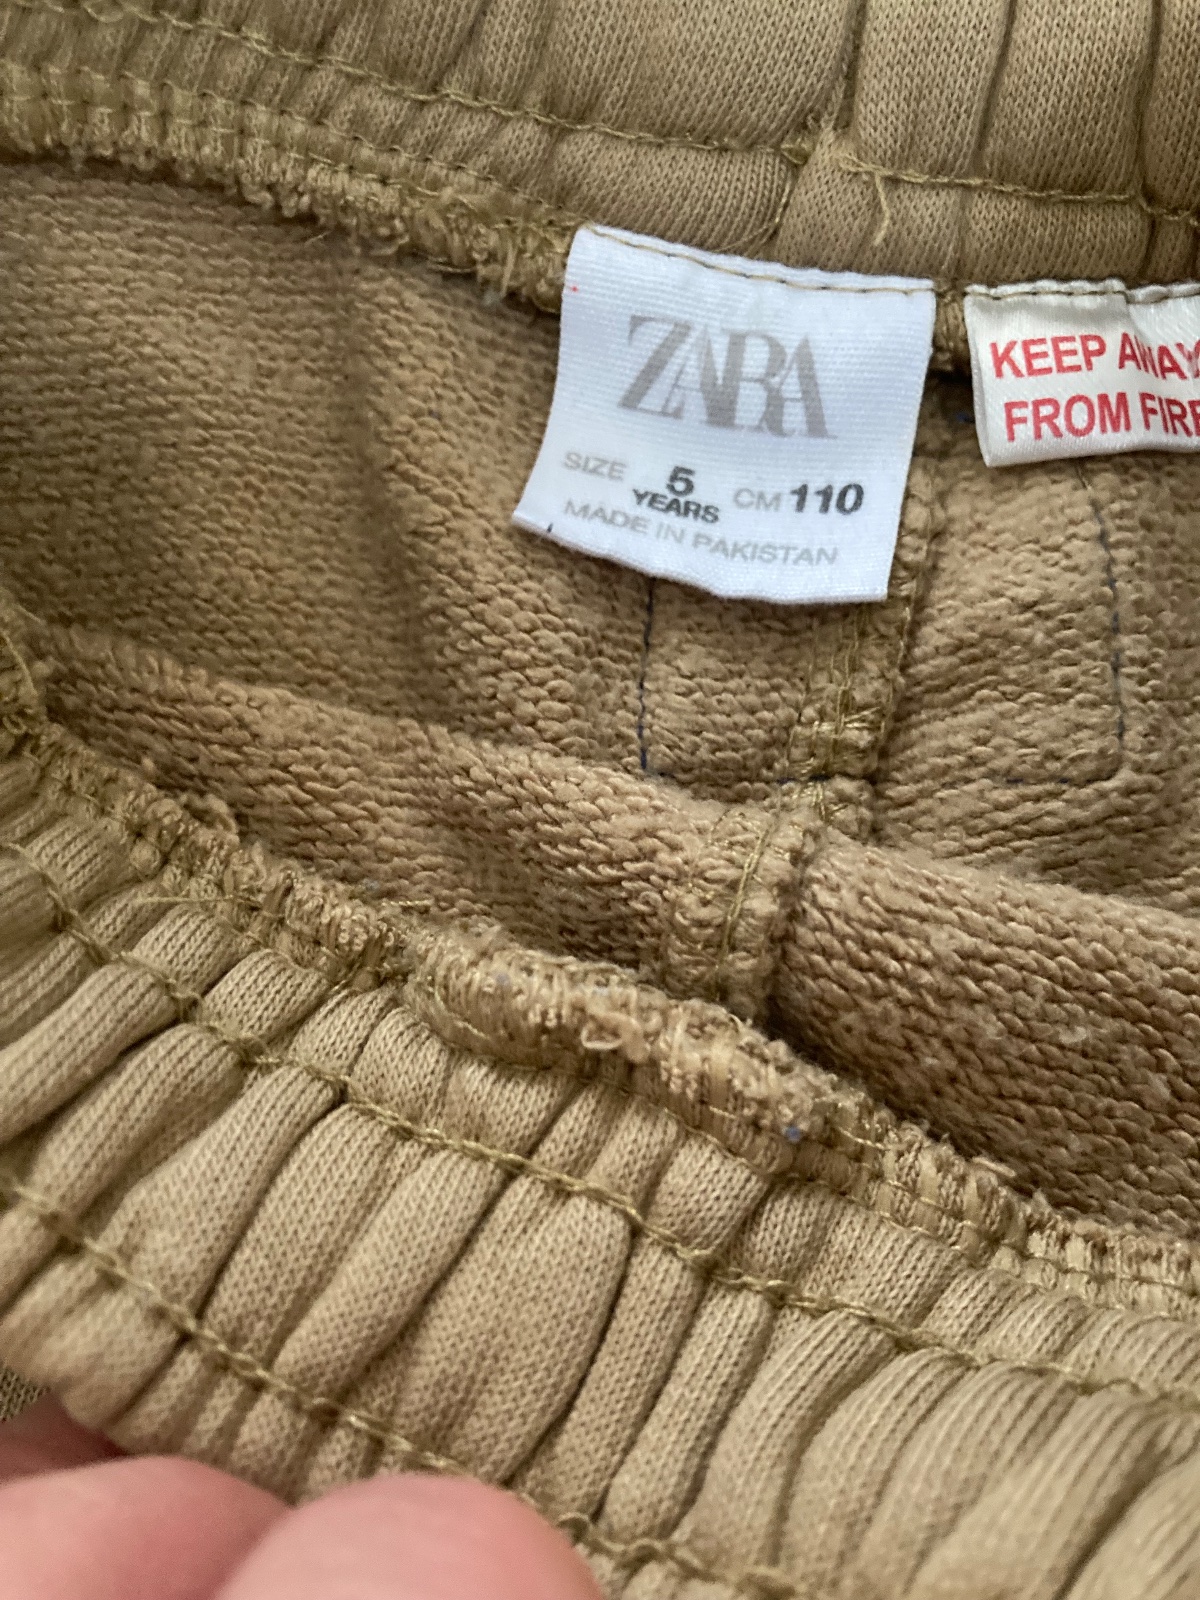 ZARA
SIZE 5 YEARS CM 110
MADE IN PAKISTAN
KEEP AWAY
FROM FIRE